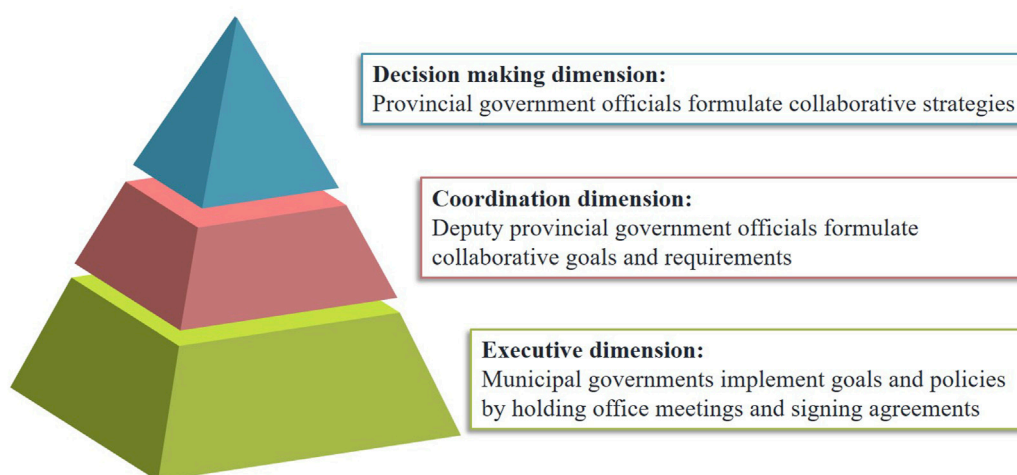 Decision making dimension:
Provincial government officials formulate collaborative strategies
Coordination dimension:
Deputy provincial government officials formulate
collaborative goals and requirements
Executive dimension:
Municipal governments implement goals and policies
by holding office meetings and signing agreements